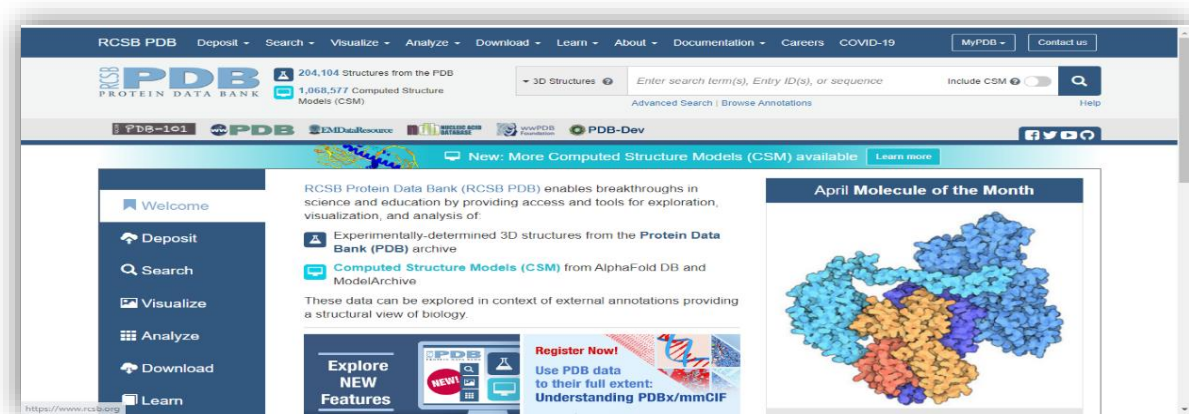 RCSB PDB Deposit Search Visualize Analyze Download Learn About Documentation Careers COVID-19 MyPDB Contact us
RCSB PDB
PROTEIN DATA BANK
204,104 Structures from the PDB
1,068,577 Computed Structure
Models (CSM)
3D Structures
Enter search term(s), Entry ID(s), or sequence
Include CSM
Advanced Search | Browse Annotations
Help
PDB-101 PDB EMDataResource NUCLEIC ACID DATABASE wwPDB Foundation PDB-Dev
New: More Computed Structure Models (CSM) available Learn more
Welcome
Deposit
Search
Visualize
Analyze
Download
Learn
RCSB Protein Data Bank (RCSB PDB) enables breakthroughs in
science and education by providing access and tools for exploration,
visualization, and analysis of:
Experimentally-determined 3D structures from the Protein Data
Bank (PDB) archive
Computed Structure Models (CSM) from AlphaFold DB and
ModelArchive
These data can be explored in context of external annotations providing
a structural view of biology.
Explore
NEW
Features
PDB
NEW!
Register Now!
Use PDB data
to their full extent:
Understanding PDBx/mmCIF
April Molecule of the Month
https://www.rcsb.org